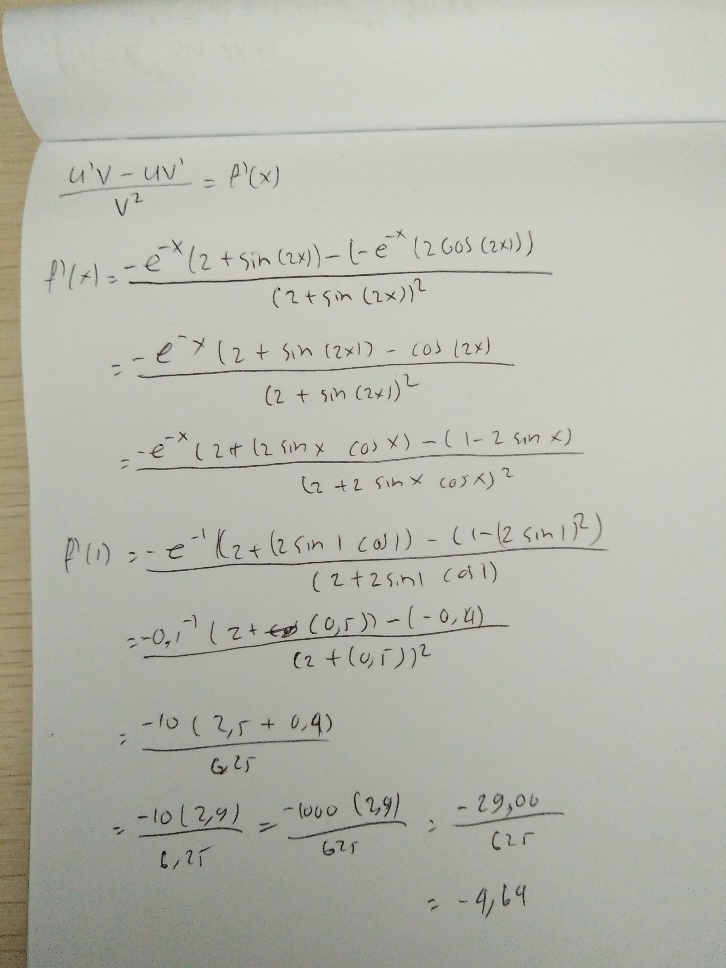 u'v - uv' / v² = f'(x)
f'(x) = -e^-x (2 + sin (2x)) - (-e^-x (2 cos (2x))) / (2 + sin (2x))²
= -e^-x (2 + sin (2x)) - cos (2x) / (2 + sin (2x))²
= -e^-x (2 + (2 sin x cos x) - (1 - 2 sin x) / (2 + 2 sin x cos x)²
f'(1) = -e^-1 ((2 + (2 sin 1 cos 1) - (1 - (2 sin 1)²) / (2 + 2 sin 1 cos 1)
= -0,1^-1 (2 + (0,5)) - (-0,4) / (2 + (0,5))²
= -10 (2,5 + 0,4) / 625
= -10 (2,9) / 6,25 = -1000 (2,9) / 625 = -29,00 / 625
= -4,64